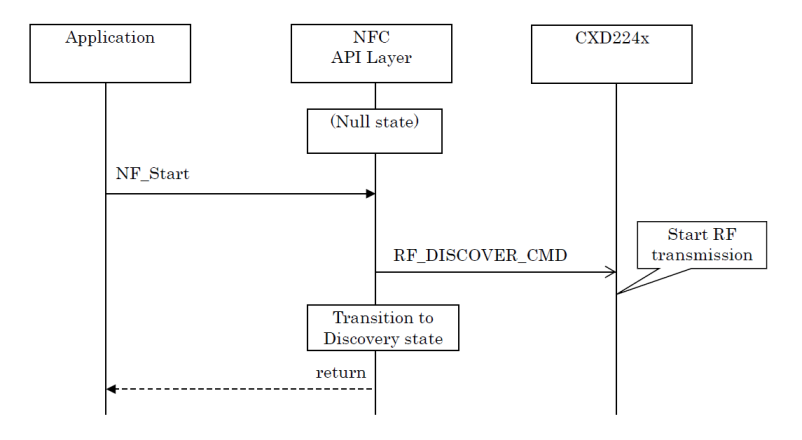 Application
NFC
API Layer
CXD224x
(Null state)
NF_Start
RF_DISCOVER_CMD
Start RF
transmission
Transition to
Discovery state
return